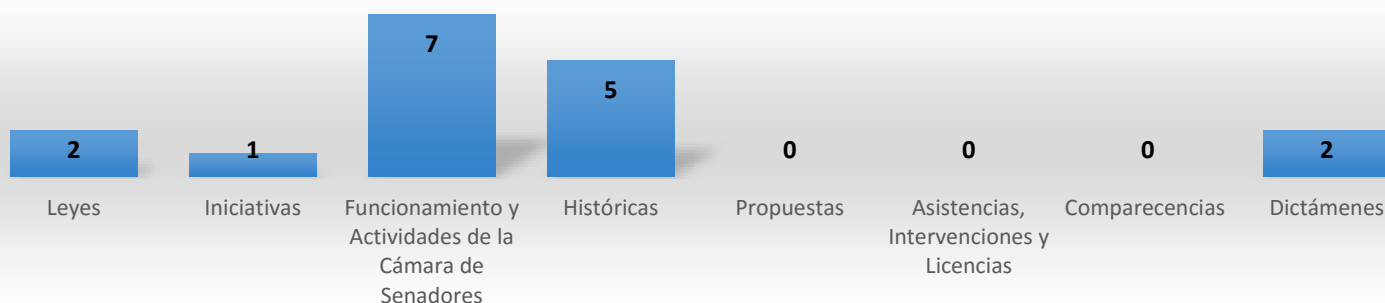 7
5
2
1
0
0
0
2
Leyes
Iniciativas
Funcionamiento y
Actividades de la
Cámara de
Senadores
Históricas
Propuestas
Asistencias,
Intervenciones y
Licencias
Comparecencias
Dictámenes